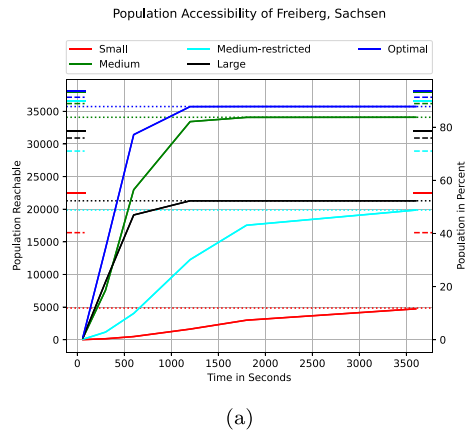 Population Accessibility of Freiberg, Sachsen
Small
Medium
Medium-restricted
Large
Optimal
Population Reachable
35000
30000
25000
20000
15000
10000
5000
0
Population in Percent
80
60
40
20
0
0 500 1000 1500 2000 2500 3000 3500
Time in Seconds
(a)